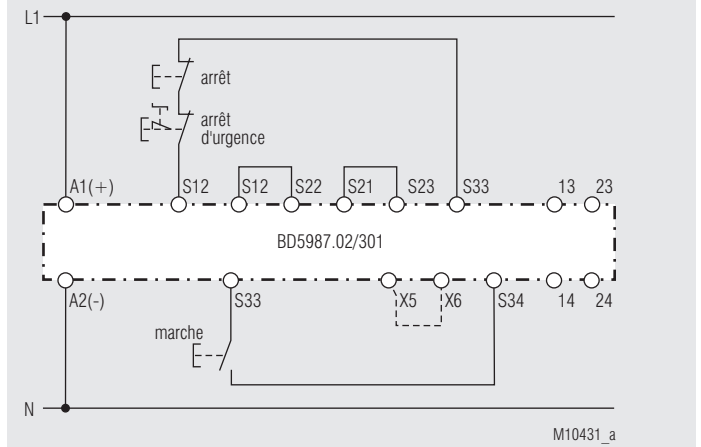 L1
arrêt
arrêt
d'urgence
A1(+) S12 S12 S22 S21 S23 S33 13 23
BD5987.02/301
A2(-) S33 X5 X6 S34 14 24
marche
N
M10431_a